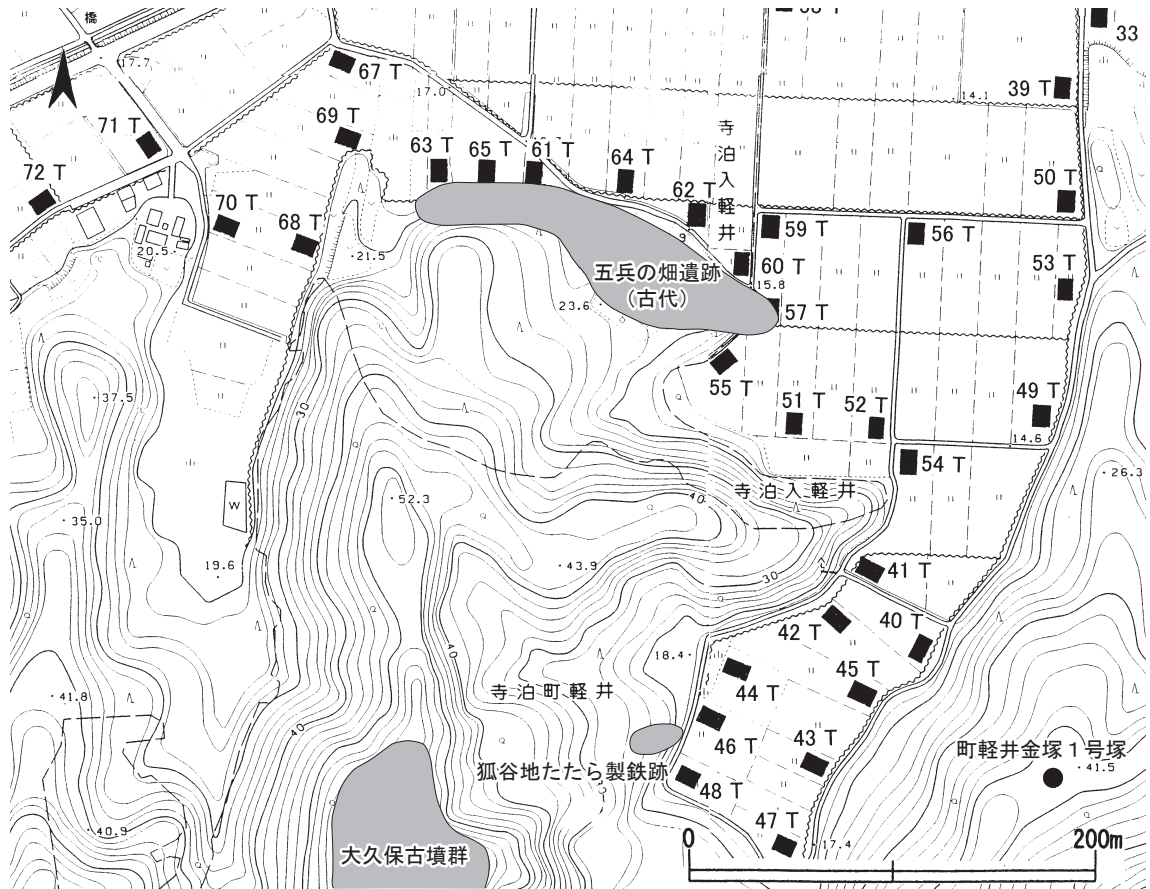 橋
33
17.7
67 T
17.0
39 T
14.1
71 T
69 T
63 T
65 T
61 T
64 T
寺泊入軽井
72 T
62 T
50 T
70 T
68 T
59 T
56 T
20.5
21.5
60 T
53 T
五兵の畑遺跡
(古代)
15.8
23.6
57 T
55 T
37.5
51 T
52 T
49 T
30
14.6
54 T
26.3
寺泊入軽井
40
52.3
W
35.0
19.6
43.9
30
41 T
42 T
40 T
18.4
45 T
40
44 T
41.8
寺泊町軽井
46 T
43 T
町軽井金塚1号塚
41.5
40
狐谷地たたら製鉄跡
48 T
47 T
17.4
40.9
大久保古墳群
0
200m